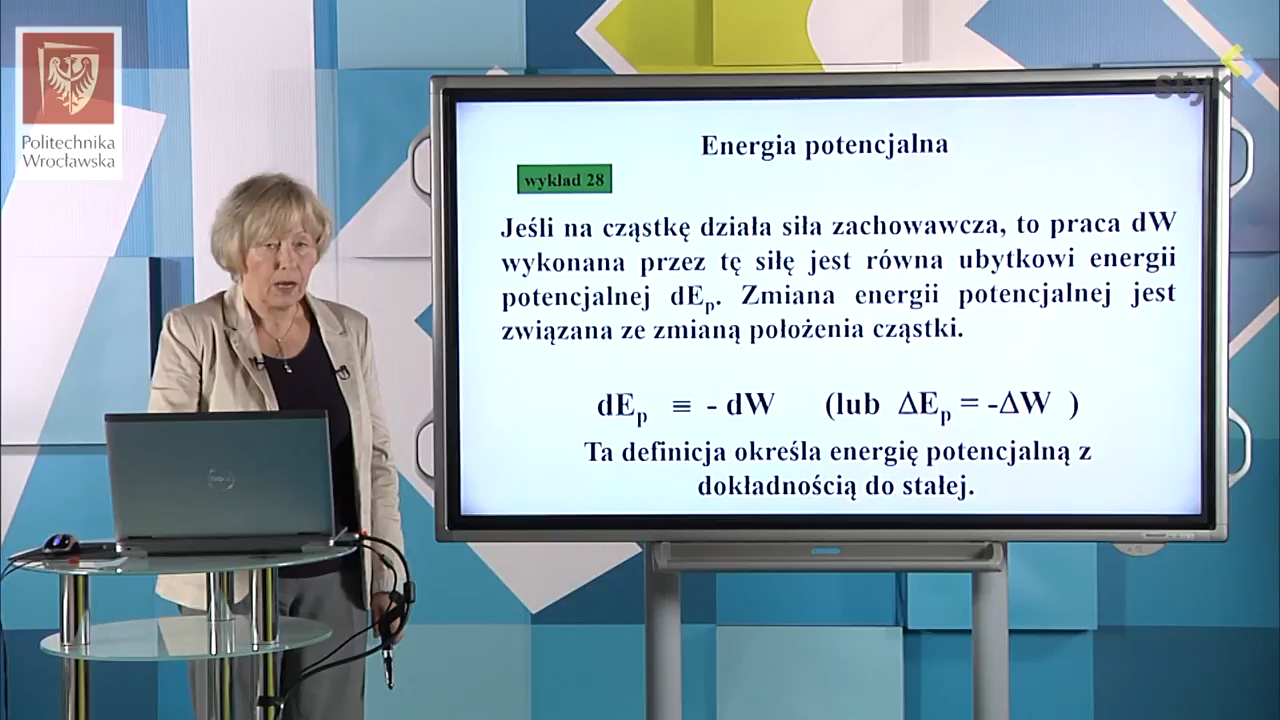 Politechnika
Wrocławska
styk
Energia potencjalna
wykład 28
Jeśli na cząstkę działa siła zachowawcza, to praca dW
wykonana przez tę siłę jest równa ubytkowi energii
potencjalnej dEp. Zmiana energii potencjalnej jest
związana ze zmianą położenia cząstki.
dEp ≡ - dW (lub ΔEp = -ΔW )
Ta definicja określa energię potencjalną z
dokładnością do stałej.
DELL